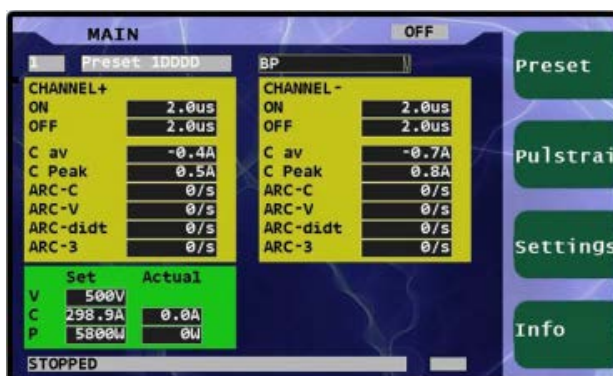 MAIN OFF
1 Preset 1DDDD BP
CHANNEL+
ON 2.0us
OFF 2.0us
C av -0.4A
C Peak 0.5A
ARC-C 0/s
ARC-V 0/s
ARC-didt 0/s
ARC-3 0/s
CHANNEL-
ON 2.0us
OFF 2.0us
C av -0.7A
C Peak 0.8A
ARC-C 0/s
ARC-V 0/s
ARC-didt 0/s
ARC-3 0/s
Set Actual
V 500V
C 298.9A 0.0A
P 5800W 0W
STOPPED
Preset
Pulstrai
Settings
Info